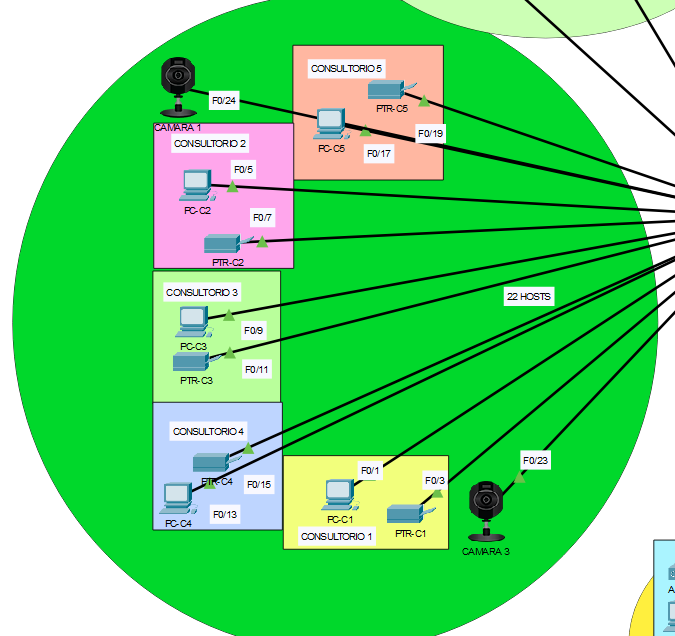 CONSULTORIO 5
PTR-C5
F0/24
CAMARA 1
PC-C5
F0/19
F0/17
CONSULTORIO 2
F0/5
PC-C2
F0/7
PTR-C2
CONSULTORIO 3
22 HOSTS
PC-C3
F0/9
PTR-C3
F0/11
CONSULTORIO 4
PTR-C4
F0/15
PC-C4
F0/13
F0/1
F0/3
F0/23
PC-C1
PTR-C1
CONSULTORIO 1
CAMARA 3
A